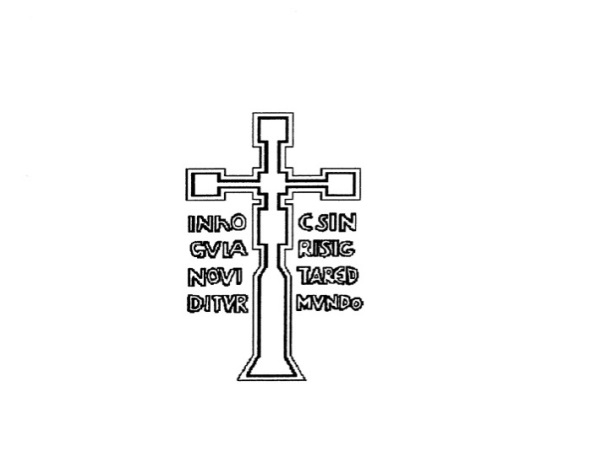 INhO CSIN
GVLA RISIG
NOVI TARED
DITVR MVNDO